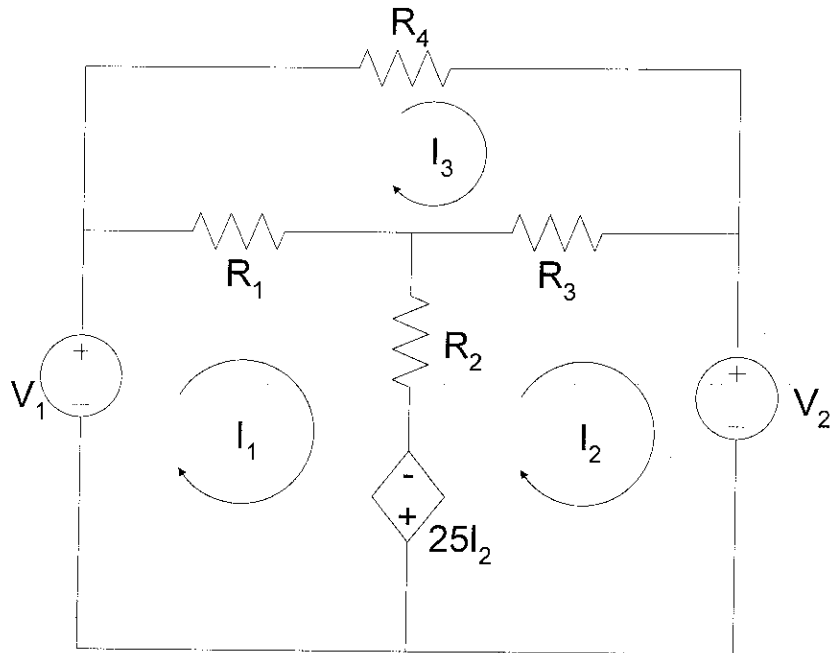 R₄
I₃
R₁
R₃
R₂
+
−
V₁
+
−
V₂
I₁
I₂
-
+
25I₂